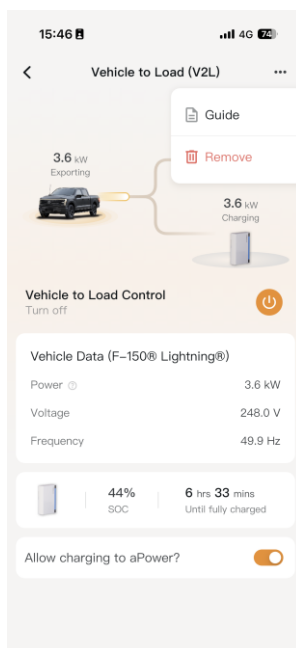 15:46 4G 74
Vehicle to Load (V2L)
Guide
Remove
3.6 kW
Exporting
3.6 kW
Charging
Vehicle to Load Control
Turn off
Vehicle Data (F-150® Lightning®)
Power 3.6 kW
Voltage 248.0 V
Frequency 49.9 Hz
44% 6 hrs 33 mins
SOC Until fully charged
Allow charging to aPower?